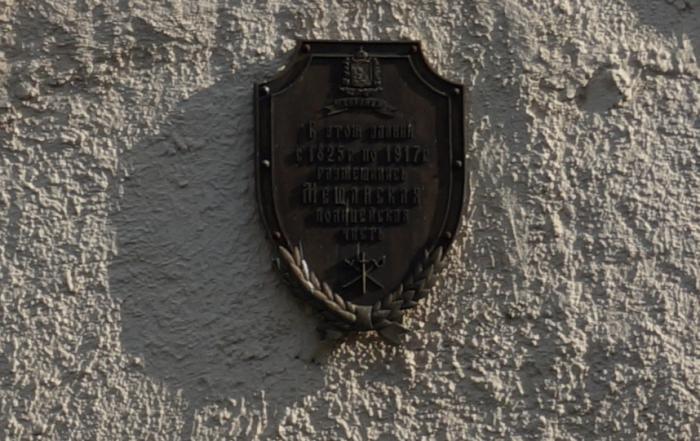 В этом здании
с 1825 г. по 1917 г.
размещалась
Мещанская
полицейская
часть